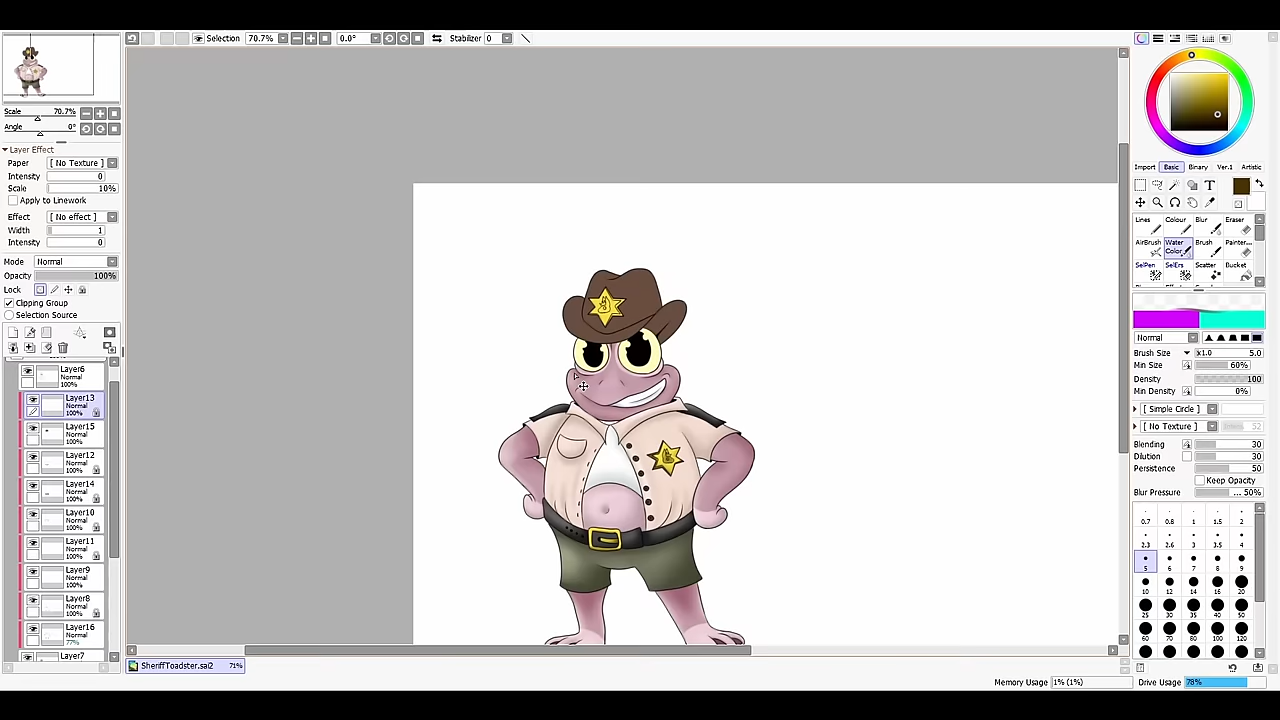 Selection 70.7% 0.0° Stabilizer 0
Scale 70.7%
Angle 0°
Layer Effect
Paper [ No Texture ]
Intensity 0
Scale 10%
Apply to Linework
Effect [ No effect ]
Width 1
Intensity 0
Mode Normal
Opacity 100%
Lock
Clipping Group
Selection Source
Layer6
Normal
100%
Layer13
Normal
100%
Layer15
Normal
100%
Layer12
Normal
100%
Layer14
Normal
100%
Layer10
Normal
100%
Layer11
Normal
100%
Layer9
Normal
100%
Layer8
Normal
100%
Layer16
Normal
77%
Layer7
SheriffToadster.sai2 71%
Import Basic Binary Ver.1 Artistic
Lines Colour Blur Eraser
AirBrush Water Color Brush Painter...
SelPen SelErs Scatter Bucket
Normal
Brush Size x1.0 5.0
Min Size 60%
Density 100
Min Density 0%
[ Simple Circle ]
[ No Texture ]
Blending 30
Dilution 30
Persistence 50
Keep Opacity
Blur Pressure ... 50%
0.7 0.8 1 1.5 2
2.3 2.6 3 3.5 4
5 6 7 8 9
10 12 14 16 20
25 30 35 40 50
60 70 80 100 120
Memory Usage 1% (1%) Drive Usage 78%